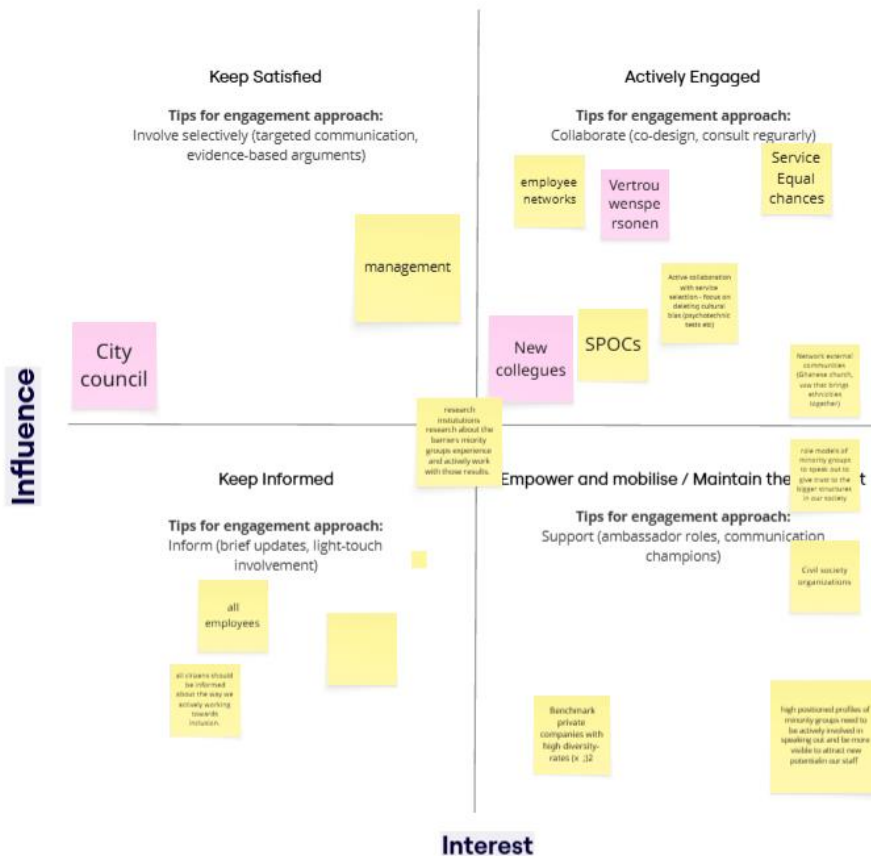 Keep Satisfied
Tips for engagement approach:
Involve selectively (targeted communication,
evidence-based arguments)
management
City
council
Actively Engaged
Tips for engagement approach:
Collaborate (co-design, consult regurarly)
employee
networks
Vertrou
wenspe
rsonen
Service
Equal
chances
Active collaboration
with service
selection - focus on
deleting cultural
bias (psychotechnic
tests etc)
New
collegues
SPOCs
Network external
communities
(Ghanese church,
vzw that brings
ethnicities
together)
Influence
research
institutions
research about the
barriers miority
groups experience
and actively work
with those results.
Keep Informed
Tips for engagement approach:
Inform (brief updates, light-touch
involvement)
all
employees
all citizens should
be informed
about the way we
actively working
towards
inclusion.
Empower and mobilise / Maintain the t
Tips for engagement approach:
Support (ambassador roles, communication
champions)
role models of
minority groups
to speak out to
give trust to the
bigger structures
in our society
Civil society
organizations
Benchmark
private
companies with
high diversity-
rates (x ;)2
high positioned profiles of
minority groups need to
be actively involved in
speaking out and be more
visible to attract new
potentialin our staff
Interest